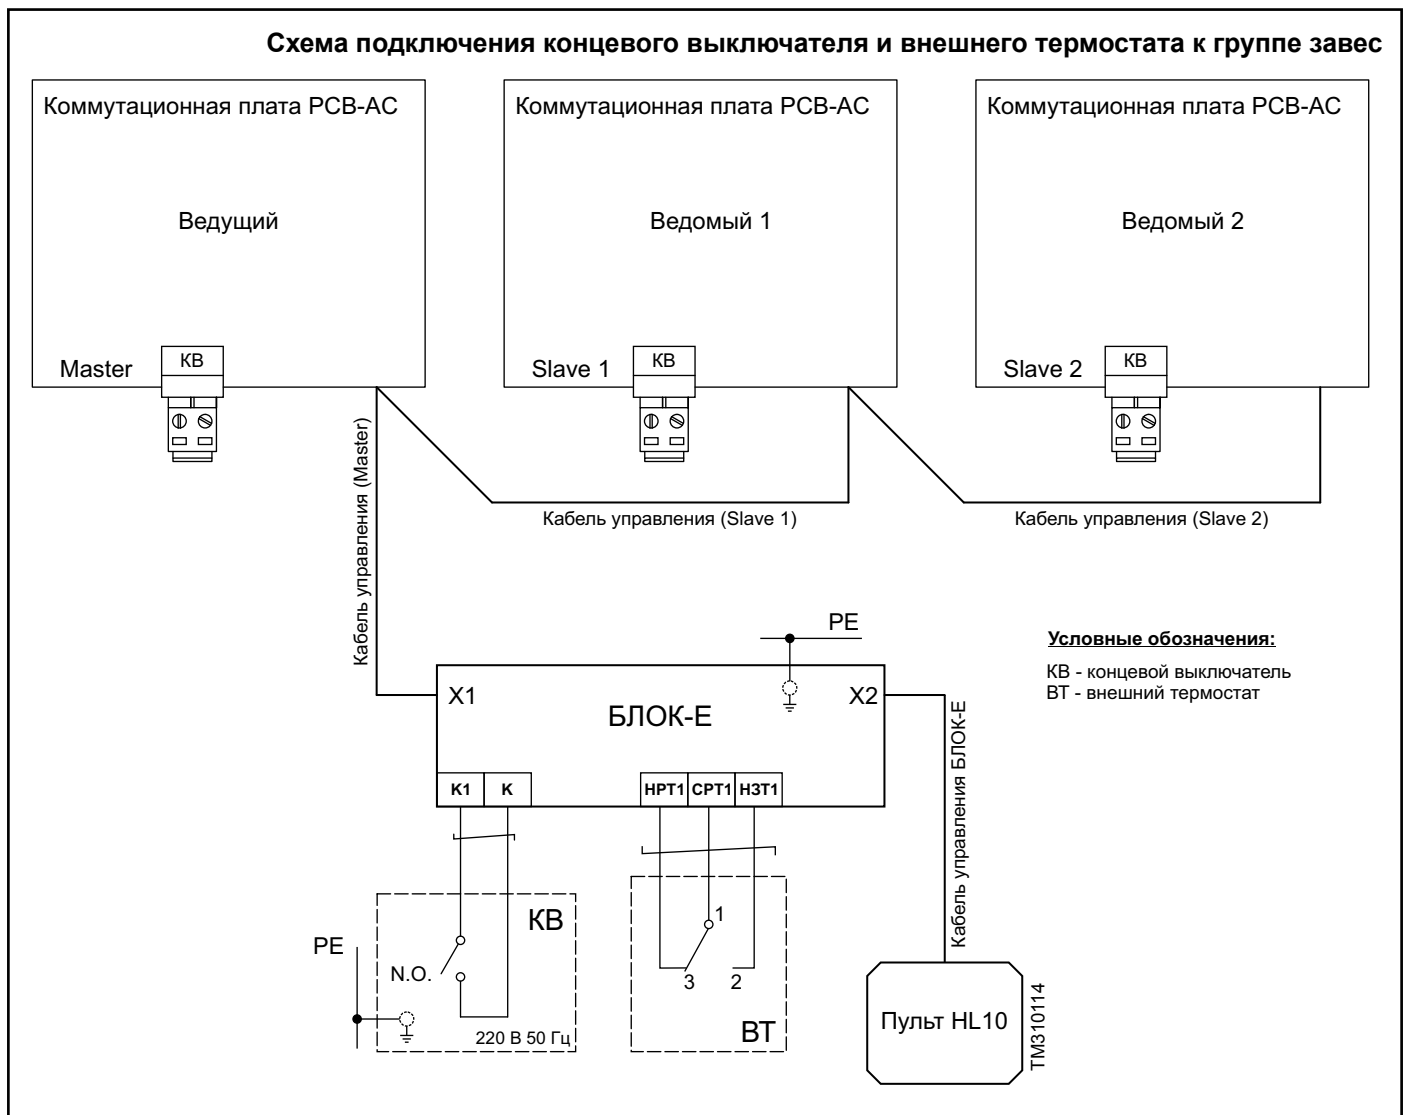 Схема подключения концевого выключателя и внешнего термостата к группе завес
Коммутационная плата PCB-AC
Ведущий
Master
КВ
Коммутационная плата PCB-AC
Ведомый 1
Slave 1
КВ
Коммутационная плата PCB-AC
Ведомый 2
Slave 2
КВ
Кабель управления (Master)
Кабель управления (Slave 1)
Кабель управления (Slave 2)
PE
Условные обозначения:
КВ - концевой выключатель
ВТ - внешний термостат
X1
БЛОК-Е
X2
К1
К
НРТ1
СРТ1
НЗТ1
Кабель управления БЛОК-Е
PE
КВ
N.O.
220 В 50 Гц
1
3
2
ВТ
Пульт HL10
TM310114